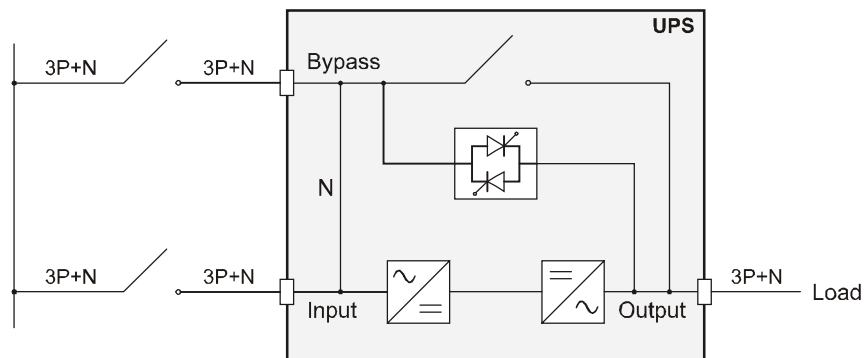 UPS
3P+N
3P+N
Bypass
N
3P+N
3P+N
Input
Output
3P+N
Load